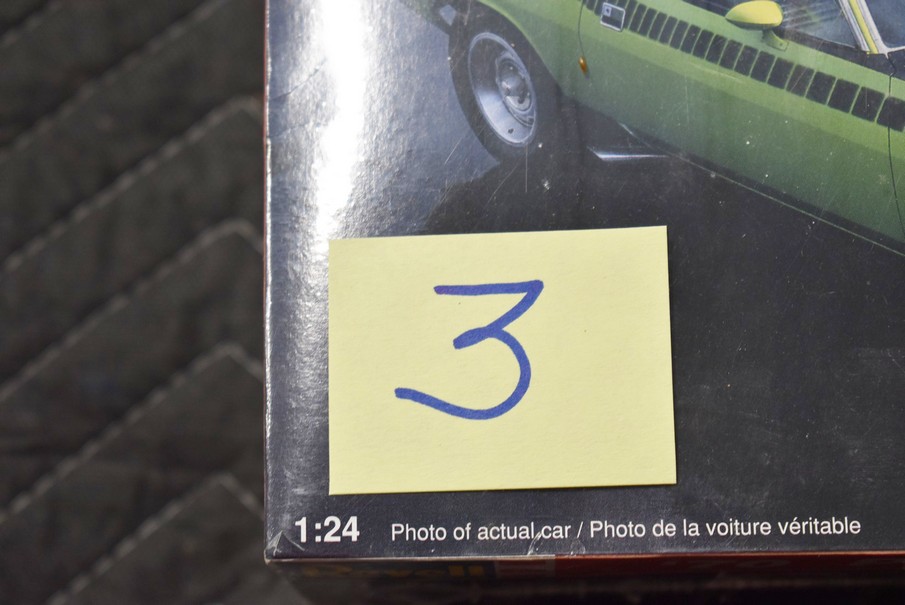 3
1:24 Photo of actual car / Photo de la voiture véritable